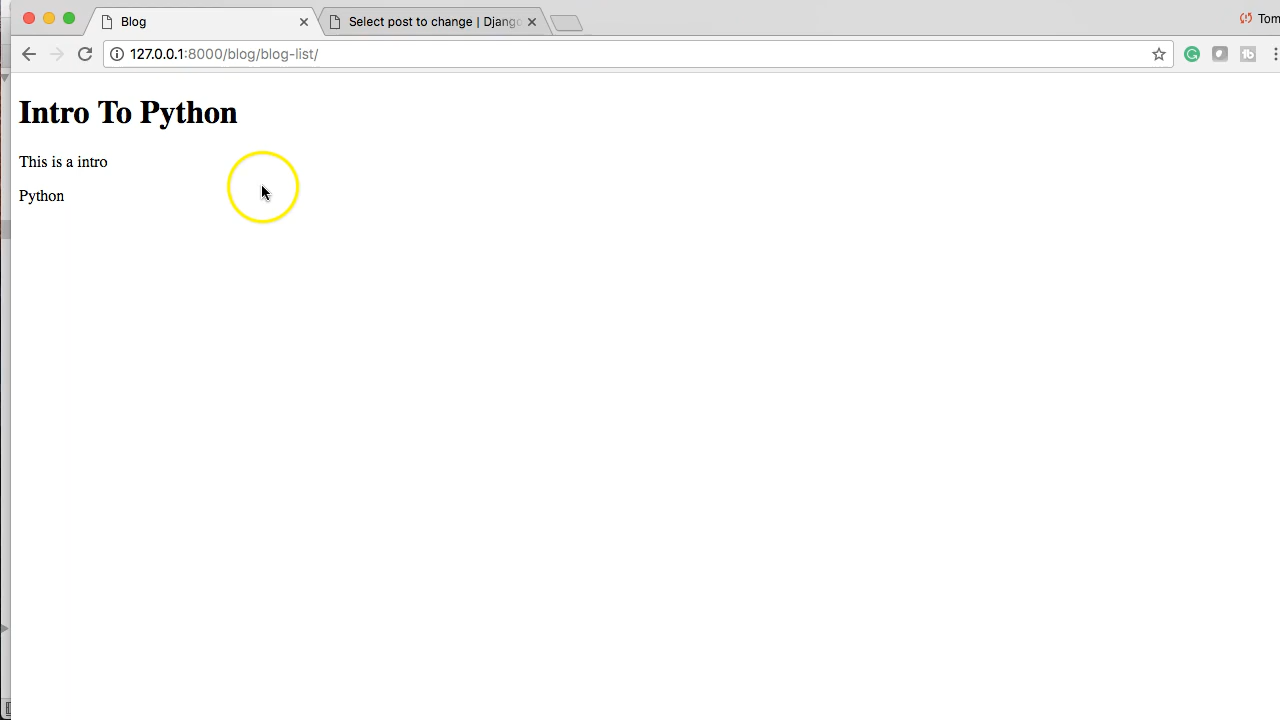 Blog
Select post to change | Django
Tom
127.0.0.1:8000/blog/blog-list/
Intro To Python
This is a intro
Python